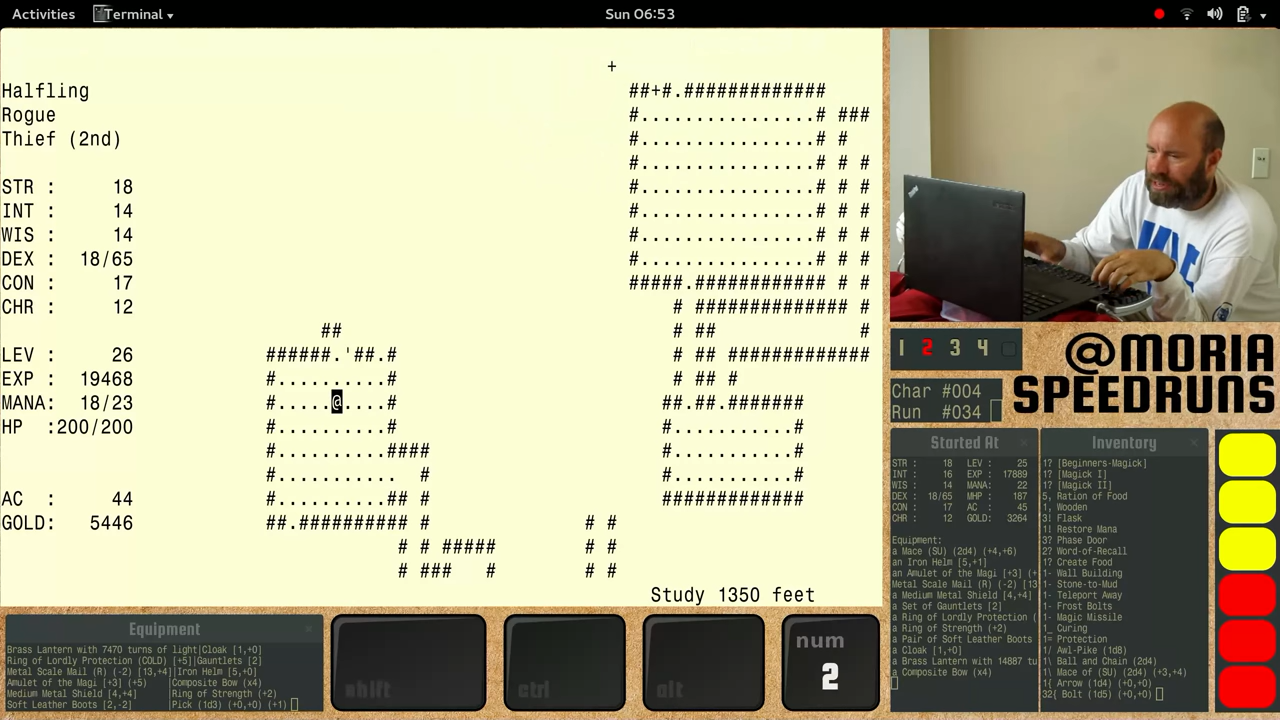 Activities Terminal Sun 06:53
+
Halfling ##+#.#############
Rogue #................# ###
Thief (2nd) #................# #
#................# # #
STR : 18 #................# # #
INT : 14 #................# # #
WIS : 14 #................# # #
DEX : 18/65 #................# # #
CON : 17 #####.############ # #
CHR : 12 # ############## #
## # ## #
LEV : 26 ######.'##.# # ## #############
EXP : 19468 #..........# # ## #
MANA: 18/23 #.....@....# ##.##.#######
HP :200/200 #..........# #...........#
#..........#### #...........#
#.......... # #...........#
AC : 44 #..........## # #############
GOLD: 5446 ##.########## # # #
# # ##### # #
# ### # # #
Study 1350 feet
1 2 3 4
@MORIA
SPEEDRUNS
Char #004
Run #034
Started At
STR : 18 LEV : 25
INT : 16 EXP : 17889
WIS : 14 MANA: 22
DEX : 18/65 MHP : 187
CON : 17 AC : 45
CHR : 12 GOLD: 3264
Equipment:
a Mace (SU) (2d4) (+4,+6)
an Iron Helm [5,+1]
an Amulet of the Magi [+3] (+
Metal Scale Mail (R) (-2) [13
a Medium Metal Shield [4,+4]
a Set of Gauntlets [2]
a Ring of Lordly Protection (
a Ring of Strength (+2)
a Pair of Soft Leather Boots
a Cloak [1,+0]
a Brass Lantern with 14887 tu
a Composite Bow (x4)
Inventory
1? [Beginners-Magick]
1? [Magick I]
1? [Magick II]
5, Ration of Food
1, Wooden
3! Flask
1! Restore Mana
3? Phase Door
2? Word-of-Recall
1? Create Food
1- Wall Building
1- Stone-to-Mud
1- Teleport Away
1- Frost Bolts
1- Magic Missile
1_ Curing
1= Protection
1/ Awl-Pike (1d8)
1\ Ball and Chain (2d4)
1\ Mace of (SU) (2d4) (+3,+4)
1{ Arrow (1d4) (+0,+0)
32{ Bolt (1d5) (+0,+0)
Equipment
Brass Lantern with 7470 turns of light|Cloak [1,+0]
Ring of Lordly Protection (COLD) [+5]|Gauntlets [2]
Metal Scale Mail (R) (-2) [13,+4]|Iron Helm [5,+0]
Amulet of the Magi [+3] (+5) |Composite Bow (x4)
Medium Metal Shield [4,+4] |Ring of Strength (+2)
Soft Leather Boots [2,-2] |Pick (1d3) (+0,+0) (+1)
shift
ctrl
alt
num
2